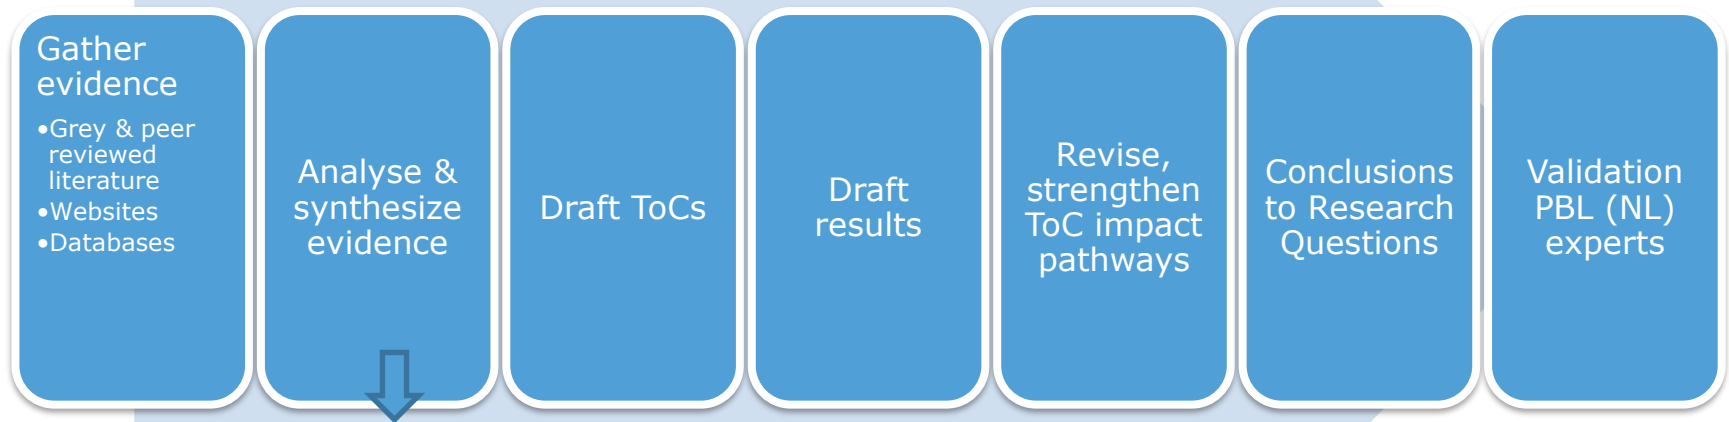 Gather
evidence
•Grey & peer
reviewed
literature
•Websites
•Databases
Analyse &
synthesize
evidence
Draft ToCs
Draft
results
Revise,
strengthen
ToC impact
pathways
Conclusions
to Research
Questions
Validation
PBL (NL)
experts